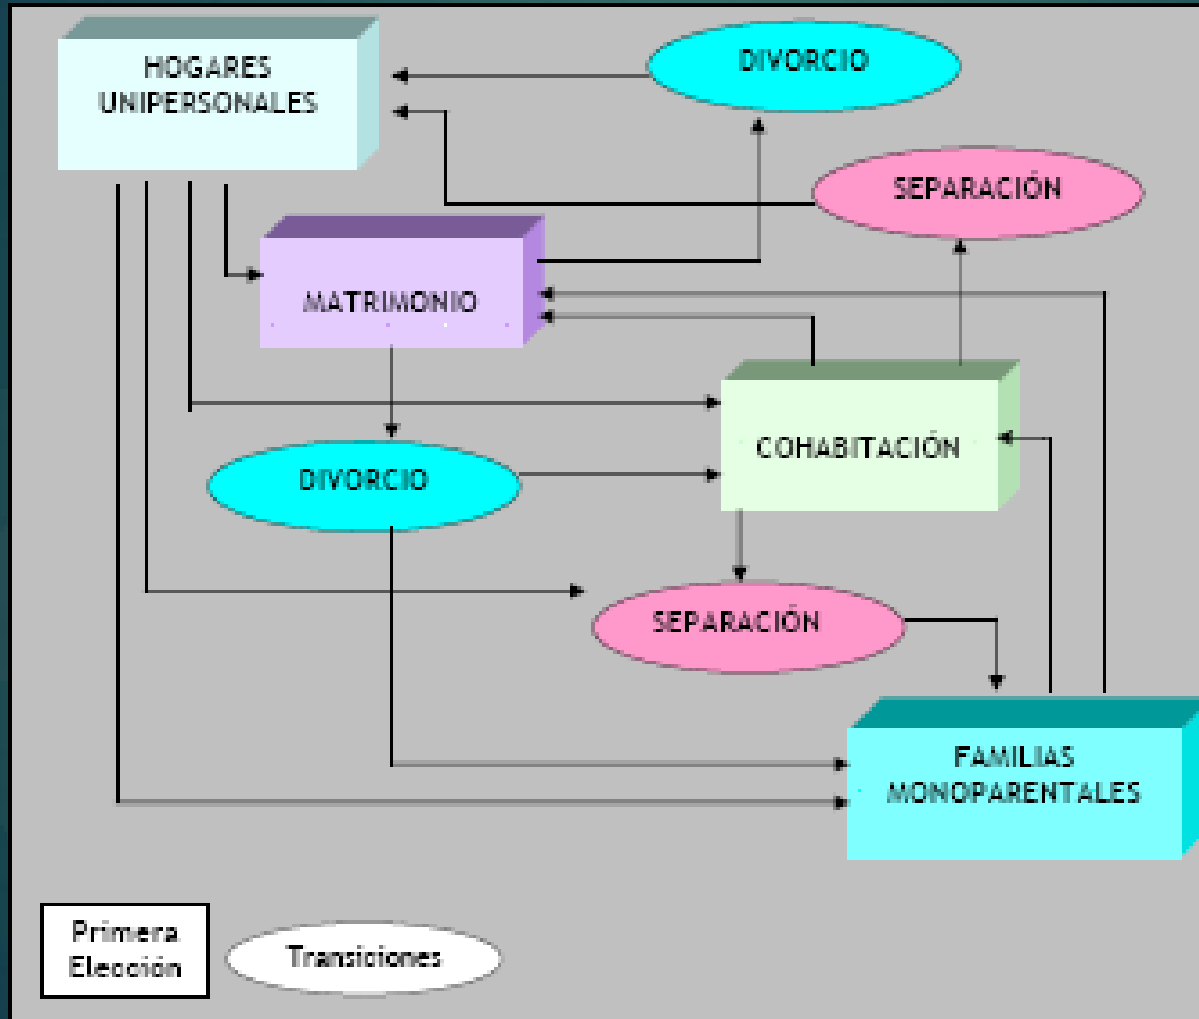 HOGARES
UNIPERSONALES
DIVORCIO
SEPARACIÓN
MATRIMONIO
COHABITACIÓN
DIVORCIO
SEPARACIÓN
FAMILIAS
MONOPARENTALES
Primera
Elección
Transiciones